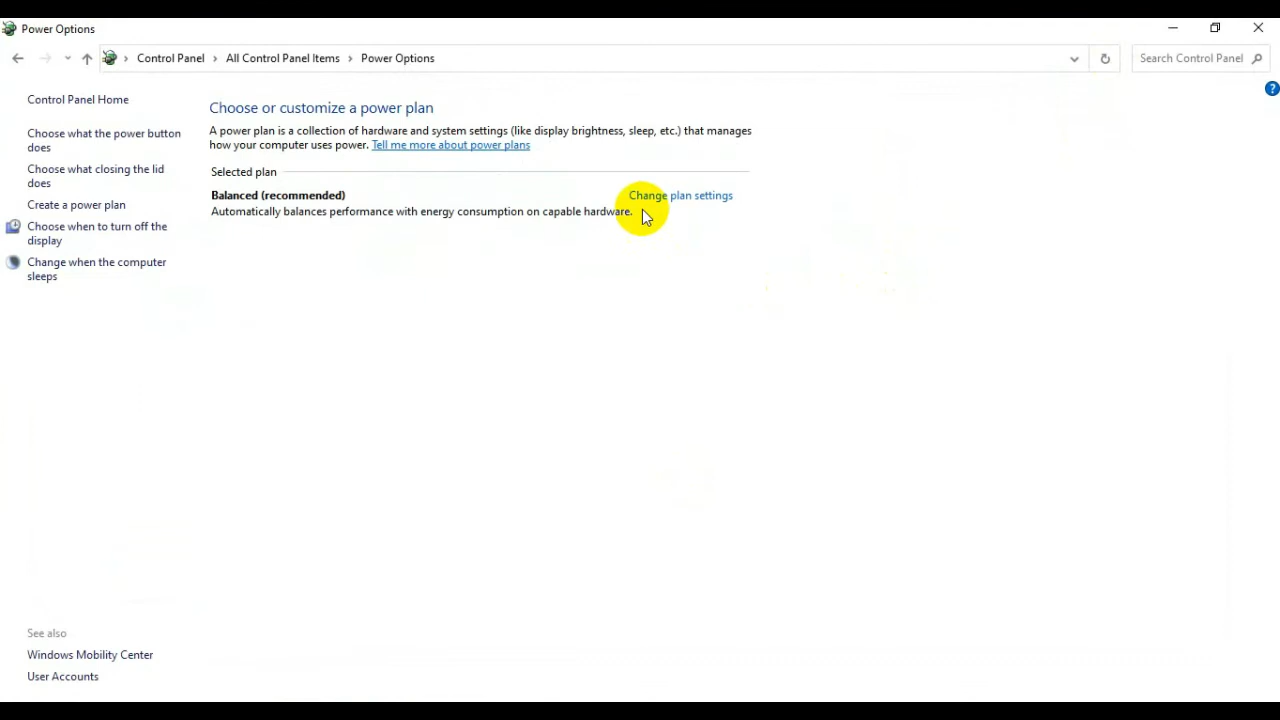 Power Options
Control Panel
All Control Panel Items
Power Options
Search Control Panel
Control Panel Home
Choose what the power button
does
Choose what closing the lid
does
Create a power plan
Choose when to turn off the
display
Change when the computer
sleeps
Choose or customize a power plan
A power plan is a collection of hardware and system settings (like display brightness, sleep, etc.) that manages
how your computer uses power. Tell me more about power plans
Selected plan
Balanced (recommended)
Change plan settings
Automatically balances performance with energy consumption on capable hardware.
See also
Windows Mobility Center
User Accounts